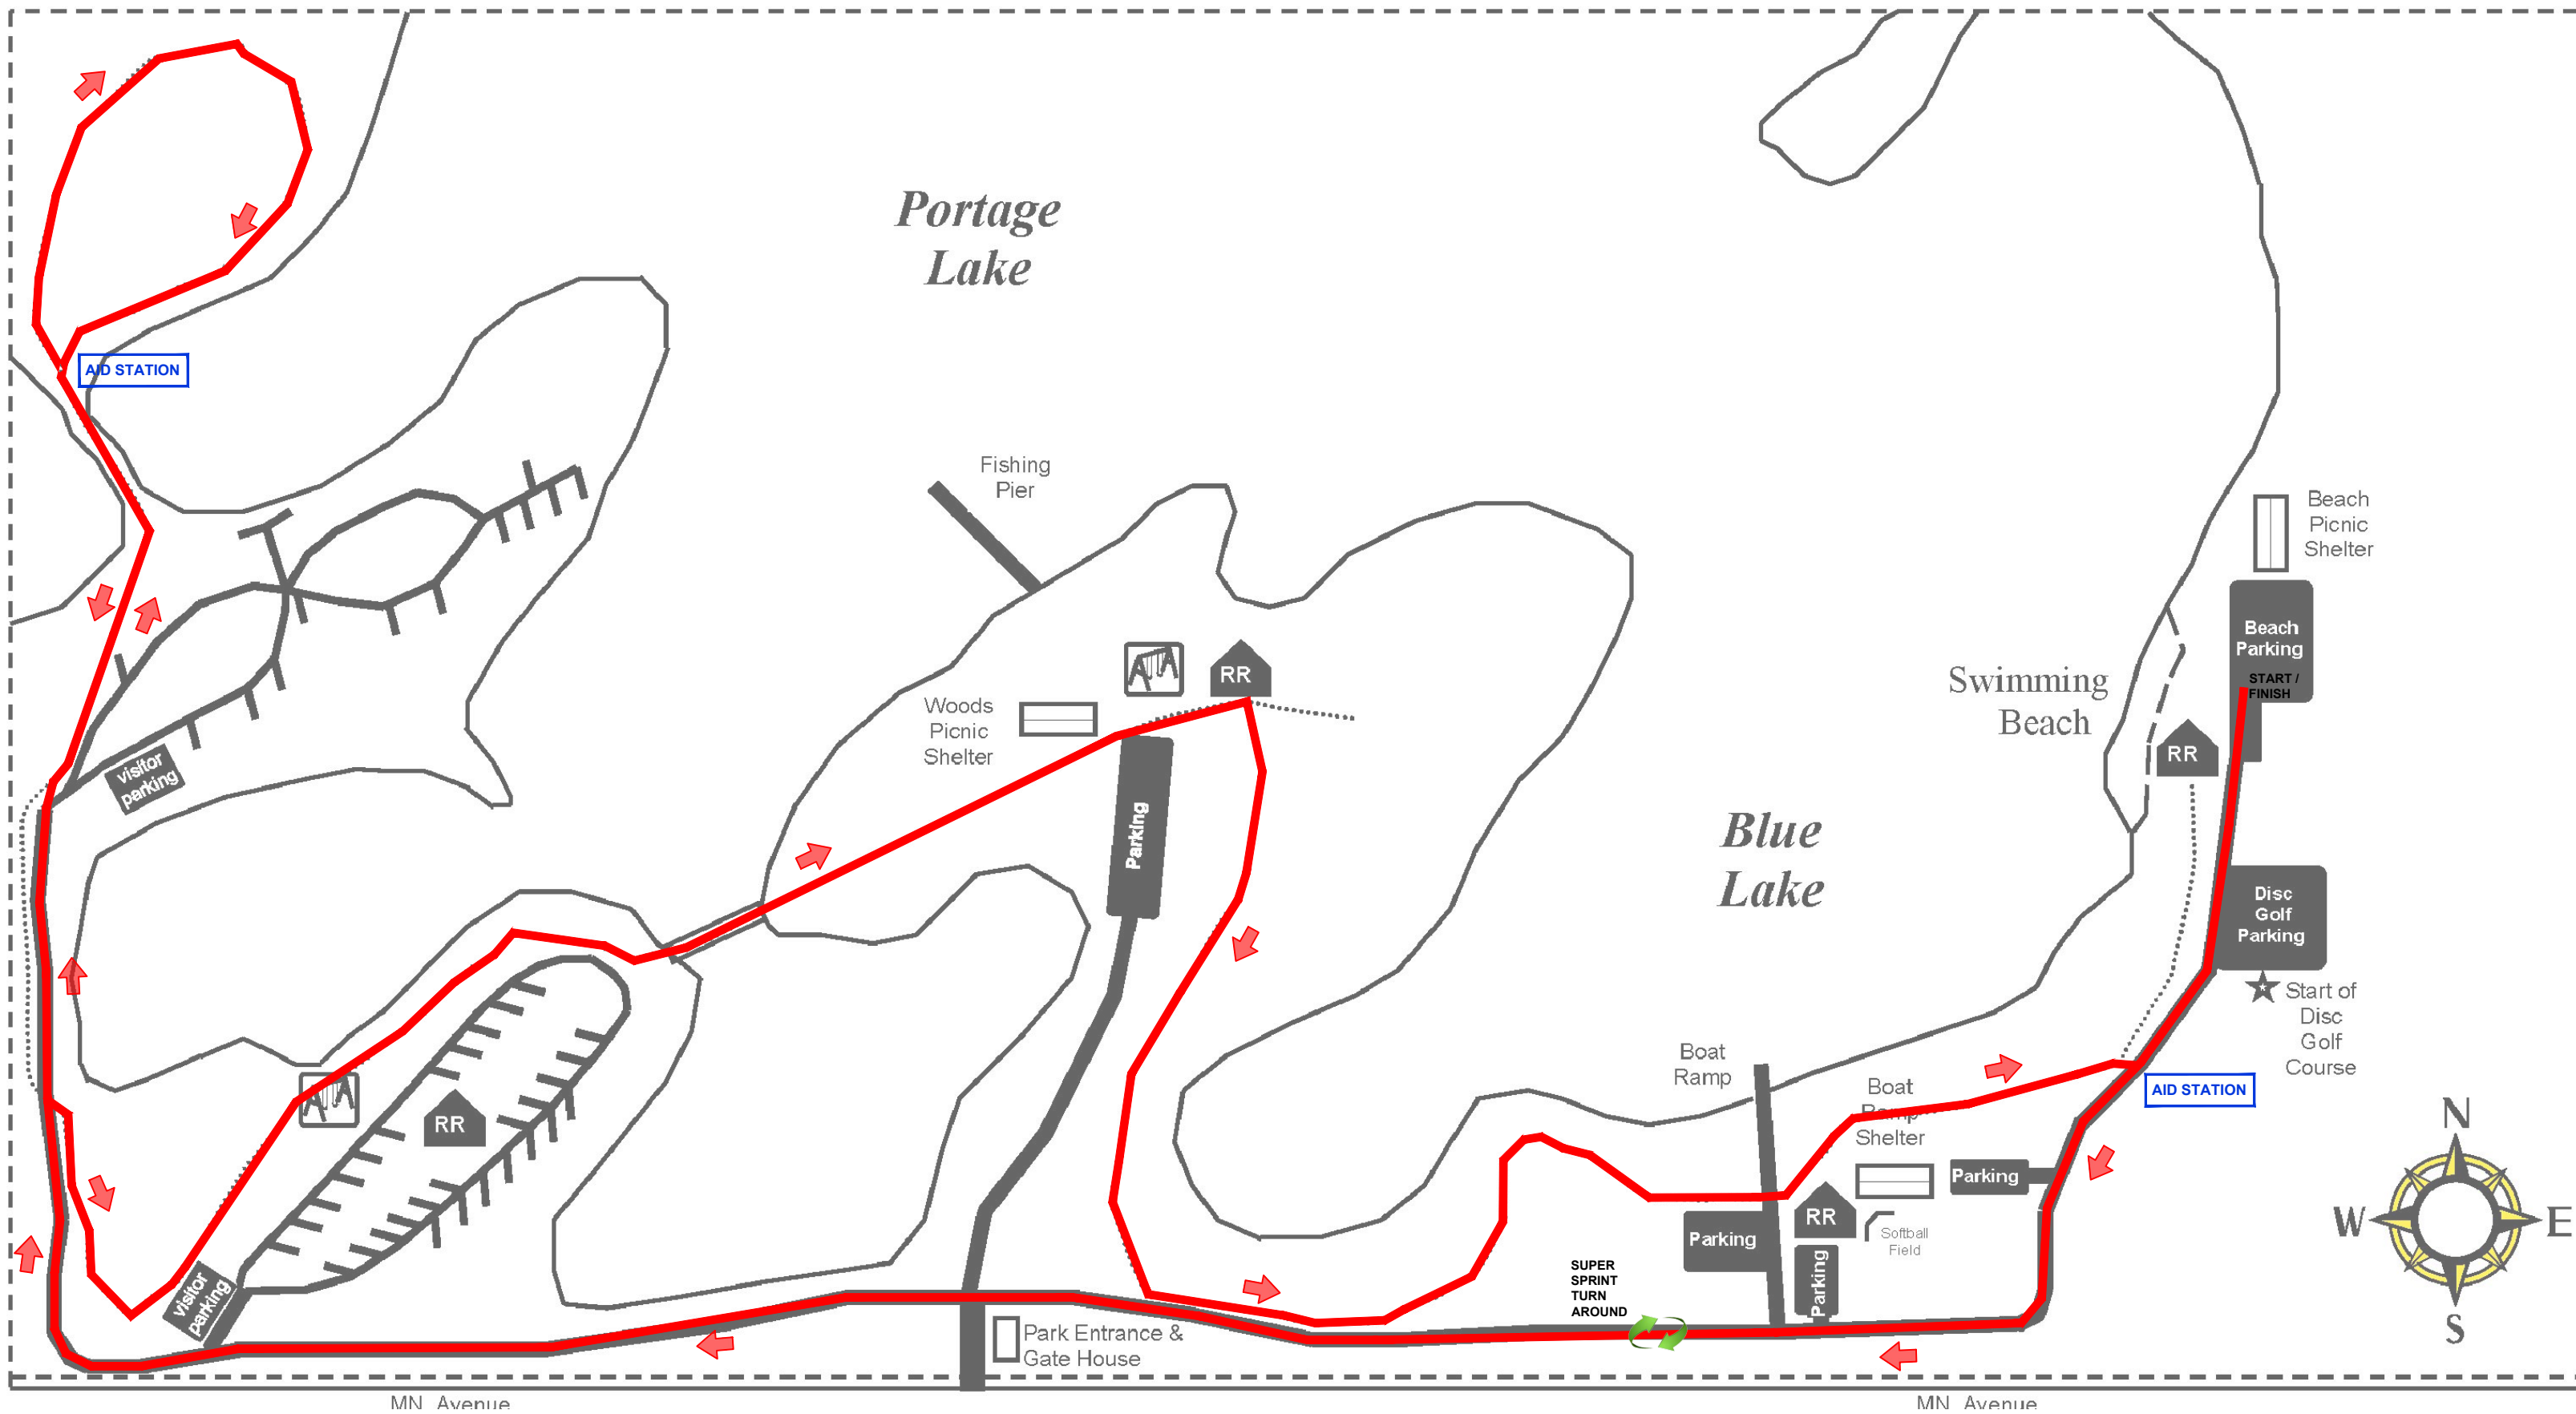 Portage
Lake
AID STATION
Fishing
Pier
Beach
Picnic
Shelter
Beach
Parking
START /
FINISH
Swimming
Beach
RR
RR
Woods
Picnic
Shelter
visitor
parking
Parking
Blue
Lake
Disc
Golf
Parking
Start of
Disc
Golf
Course
Boat
Ramp
AID STATION
Boat
Ramp
Shelter
RR
Parking
RR
Softball
Field
Parking
Parking
SUPER
SPRINT
TURN
AROUND
visitor
parking
Park Entrance &
Gate House
N
W
E
S
MN Avenue
MN Avenue